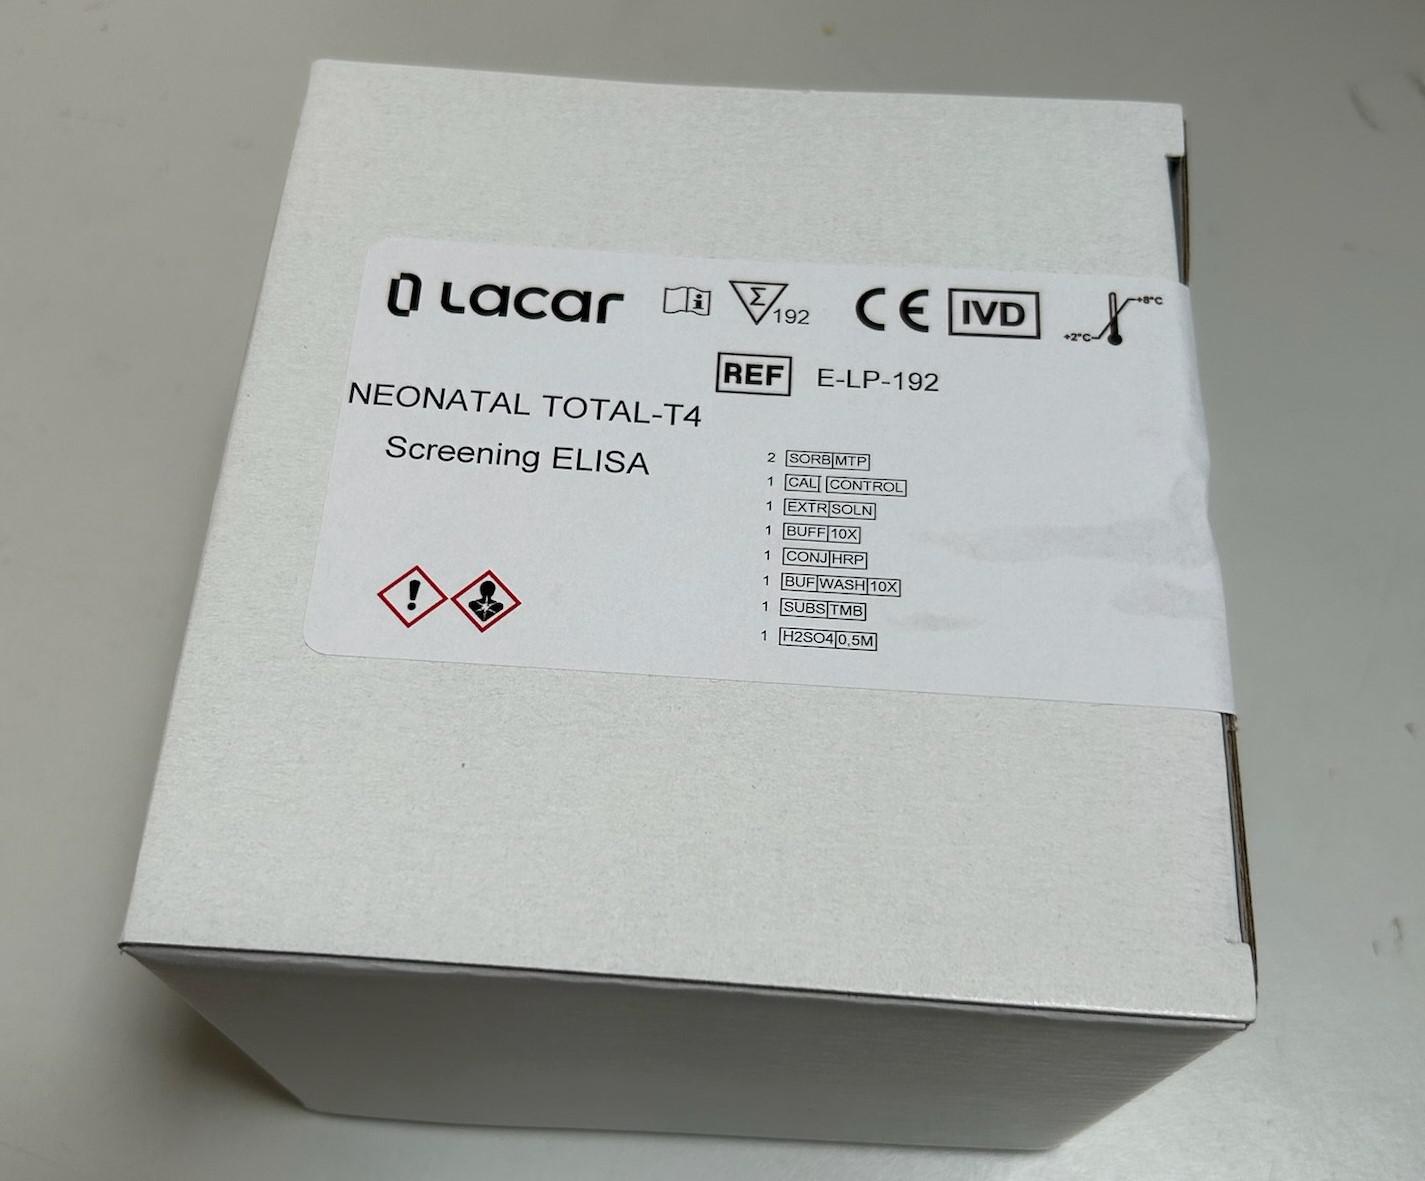 Lacar
192
CE IVD
+8°C
+2°C
REF E-LP-192
NEONATAL TOTAL-T4
Screening ELISA
2 SORB MTP
1 CAL CONTROL
1 EXTR SOLN
1 BUFF 10X
1 CONJ HRP
1 BUF WASH 10X
1 SUBS TMB
1 H2SO4 0,5M